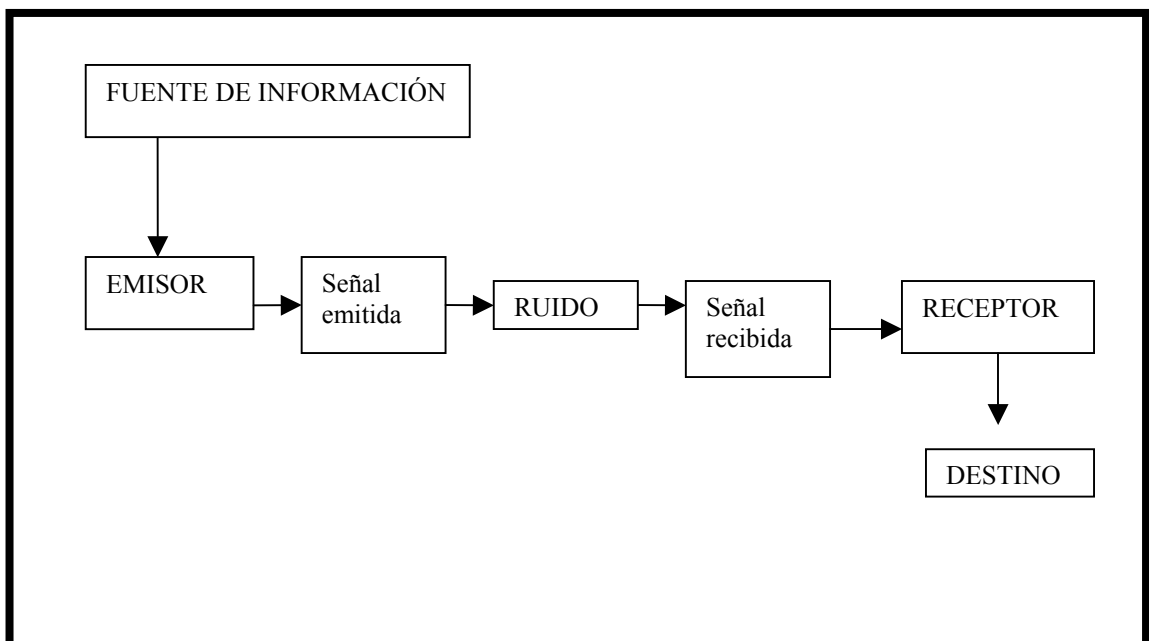 FUENTE DE INFORMACIÓN
EMISOR
Señal
emitida
RUIDO
Señal
recibida
RECEPTOR
DESTINO